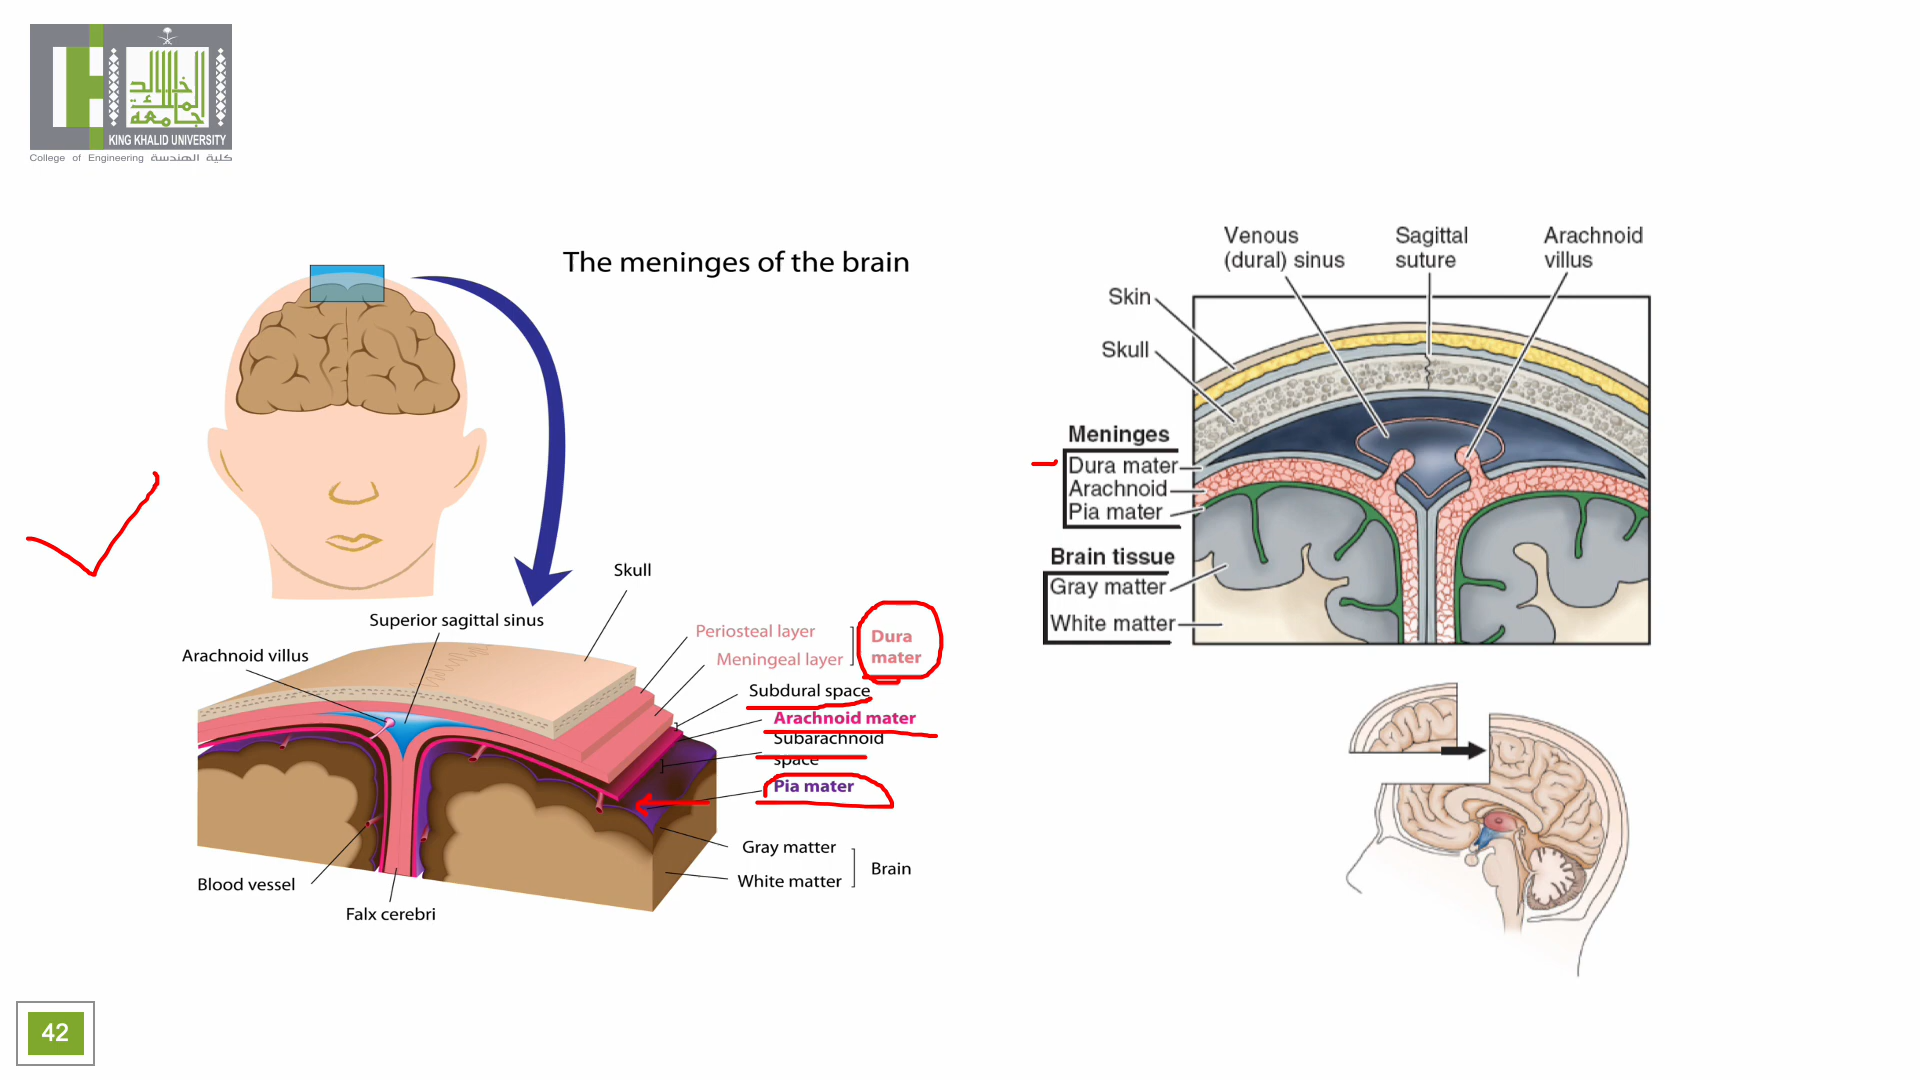 جامعة الملك خالد
KING KHALID UNIVERSITY
College of Engineering كلية الهندسة
The meninges of the brain
Skull
Superior sagittal sinus
Arachnoid villus
Periosteal layer
Meningeal layer
Dura
mater
Subdural space
Arachnoid mater
Subarachnoid
space
Pia mater
Gray matter
White matter
Brain
Blood vessel
Falx cerebri
Venous
(dural) sinus
Sagittal
suture
Arachnoid
villus
Skin
Skull
Meninges
Dura mater
Arachnoid
Pia mater
Brain tissue
Gray matter
White matter
42